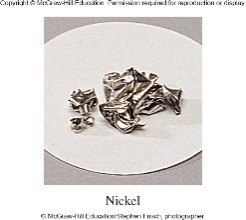 Copyright © McGraw-Hill Education. Permission required for reproduction or display
Nickel
© McGraw-Hill Education/Stephen Frisch, photographer